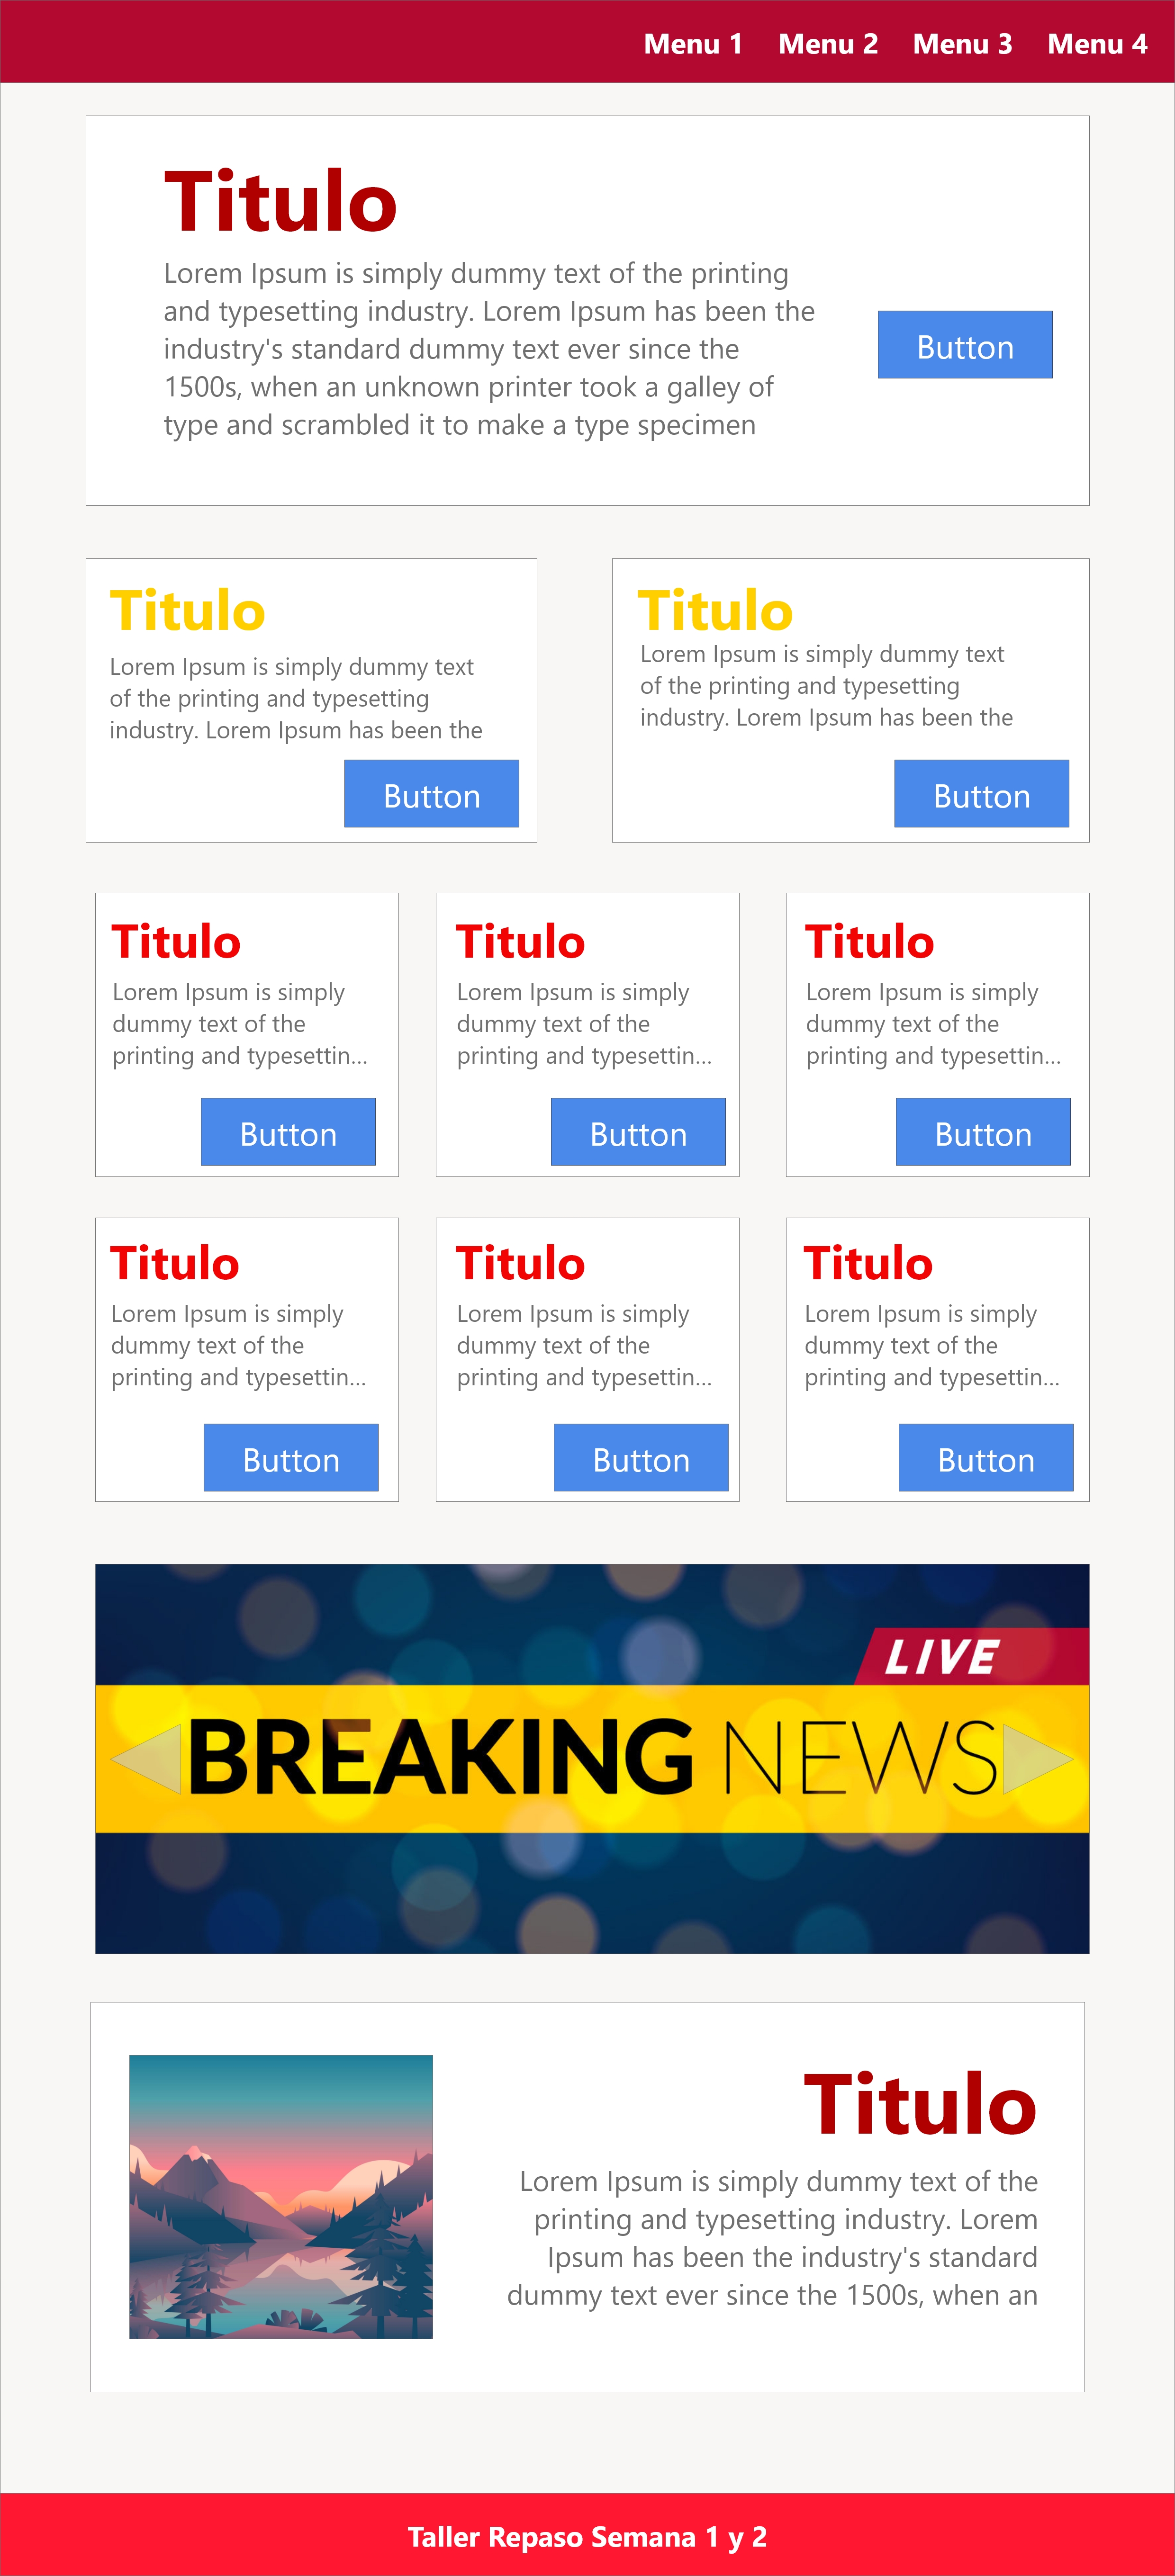 Menu 1 Menu 2 Menu 3 Menu 4
Titulo
Lorem Ipsum is simply dummy text of the printing
and typesetting industry. Lorem Ipsum has been the
industry's standard dummy text ever since the
1500s, when an unknown printer took a galley of
type and scrambled it to make a type specimen
Button
Titulo
Lorem Ipsum is simply dummy text
of the printing and typesetting
industry. Lorem Ipsum has been the
Button
Titulo
Lorem Ipsum is simply dummy text
of the printing and typesetting
industry. Lorem Ipsum has been the
Button
Titulo
Lorem Ipsum is simply
dummy text of the
printing and typesettin...
Button
Titulo
Lorem Ipsum is simply
dummy text of the
printing and typesettin...
Button
Titulo
Lorem Ipsum is simply
dummy text of the
printing and typesettin...
Button
Titulo
Lorem Ipsum is simply
dummy text of the
printing and typesettin...
Button
Titulo
Lorem Ipsum is simply
dummy text of the
printing and typesettin...
Button
Titulo
Lorem Ipsum is simply
dummy text of the
printing and typesettin...
Button
LIVE
BREAKING NEWS
Titulo
Lorem Ipsum is simply dummy text of the
printing and typesetting industry. Lorem
Ipsum has been the industry's standard
dummy text ever since the 1500s, when an
Taller Repaso Semana 1 y 2